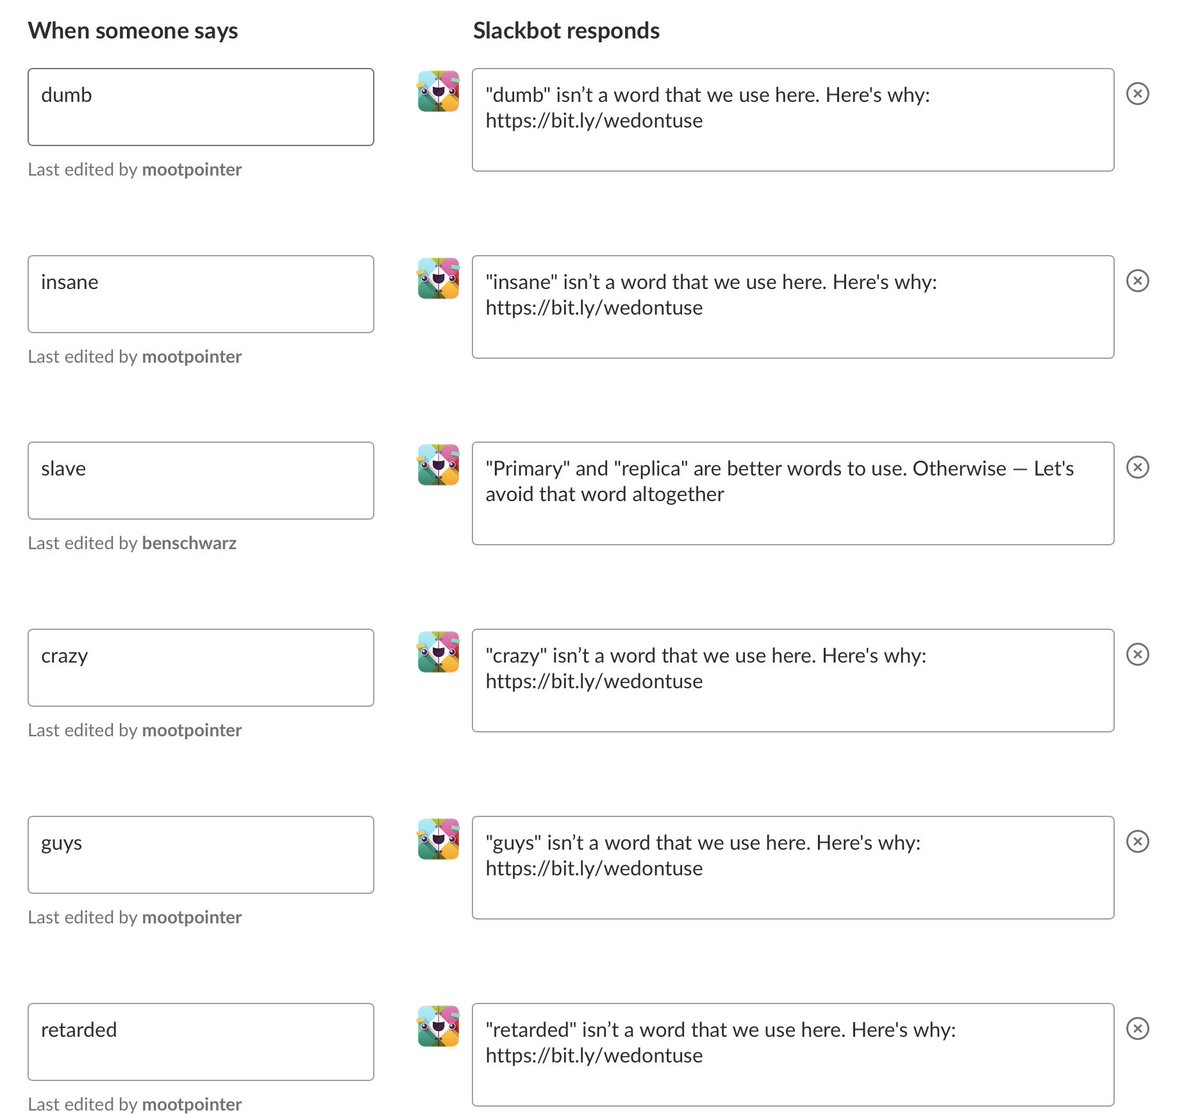 When someone says
Slackbot responds
dumb
"dumb" isn’t a word that we use here. Here's why:
https://bit.ly/wedontuse
Last edited by mootpointer
insane
"insane" isn’t a word that we use here. Here's why:
https://bit.ly/wedontuse
Last edited by mootpointer
slave
"Primary" and "replica" are better words to use. Otherwise — Let's
avoid that word altogether
Last edited by benschwarz
crazy
"crazy" isn’t a word that we use here. Here's why:
https://bit.ly/wedontuse
Last edited by mootpointer
guys
"guys" isn’t a word that we use here. Here's why:
https://bit.ly/wedontuse
Last edited by mootpointer
retarded
"retarded" isn’t a word that we use here. Here's why:
https://bit.ly/wedontuse
Last edited by mootpointer